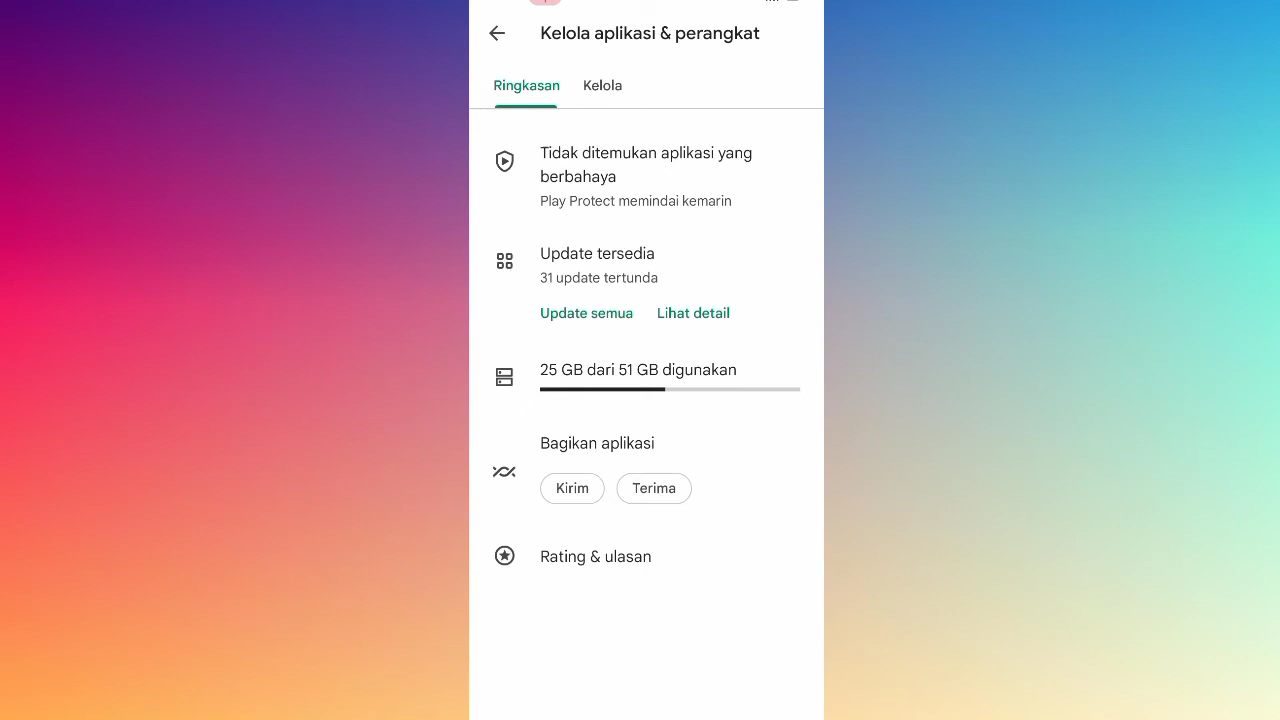 Kelola aplikasi & perangkat
Ringkasan Kelola
Tidak ditemukan aplikasi yang
berbahaya
Play Protect memindai kemarin
Update tersedia
31 update tertunda
Update semua Lihat detail
25 GB dari 51 GB digunakan
Bagikan aplikasi
Kirim Terima
Rating & ulasan